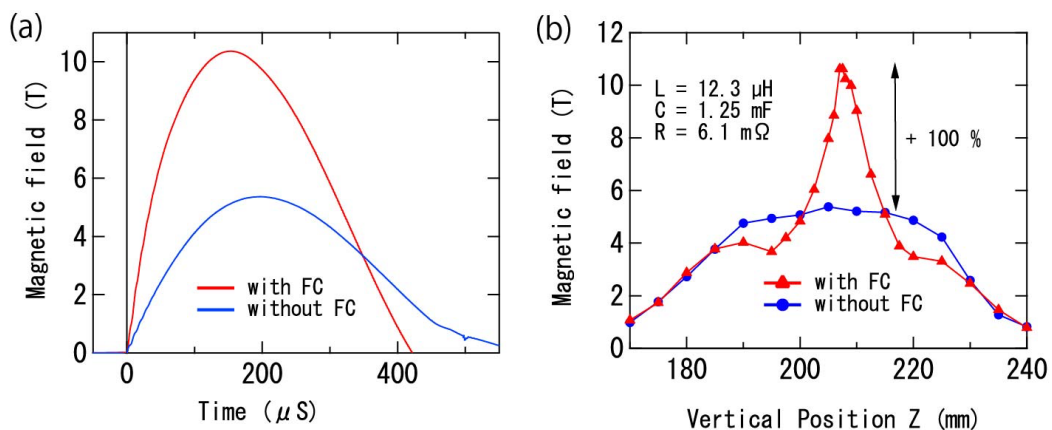 (a)
Magnetic field (T)
10
8
6
4
2
0
with FC
without FC
0
200
400
Time (μS)
(b)
Magnetic field (T)
12
10
8
6
4
2
0
L = 12.3 μH
C = 1.25 mF
R = 6.1 mΩ
+ 100 %
with FC
without FC
180
200
220
240
Vertical Position Z (mm)